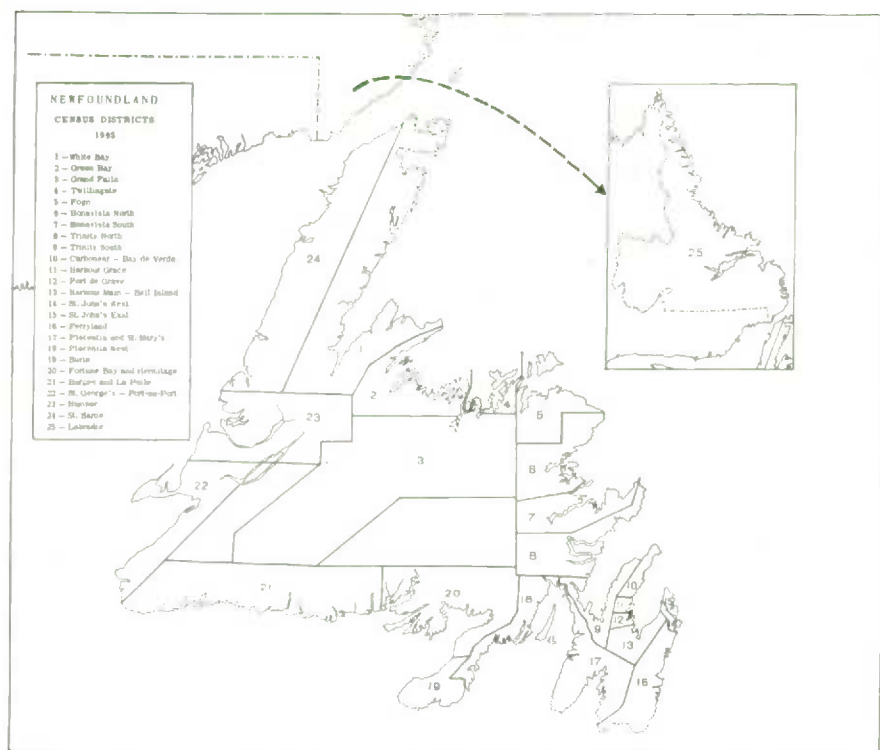 NEWFOUNDLAND
CENSUS DISTRICTS
1945
1 – White Bay
2 – Green Bay
3 – Grand Falls
4 – Twillingate
5 – Fogo
6 – Bonavista North
7 – Bonavista South
8 – Trinity North
9 – Trinity South
10 – Carbonear – Bay de Verde
11 – Harbour Grace
12 – Port de Grave
13 – Harbour Main – Bell Island
14 – St. John's West
15 – St. John's East
16 – Ferryland
17 – Placentia and St. Mary's
18 – Placentia West
19 – Burin
20 – Fortune Bay and Hermitage
21 – Burgeo and La Poile
22 – St. George's – Port-au-Port
23 – Humber
24 – St. Barbe
25 – Labrador
25
24
1
2
23
5
3
6
22
7
8
21
20
18
10
12
9
13
17
19
16